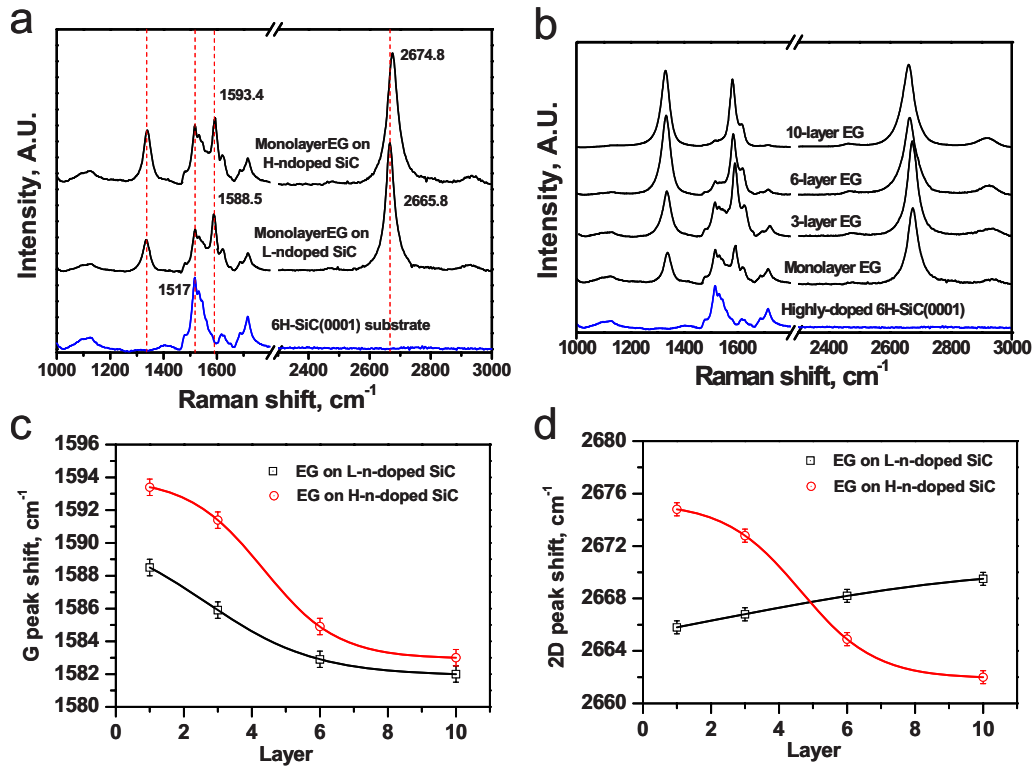 a
Intensity, A.U.
2674.8
1593.4
MonolayerEG on
H-ndoped SiC
1588.5
2665.8
MonolayerEG on
L-ndoped SiC
1517
6H-SiC(0001) substrate
1000 1200 1400 1600 2400 2600 2800 3000
Raman shift, cm-1
b
Intensity, A.U.
10-layer EG
6-layer EG
3-layer EG
Monolayer EG
Highly-doped 6H-SiC(0001)
1000 1200 1400 1600 2400 2600 2800 3000
Raman shift, cm-1
c
G peak shift, cm-1
1596
1594
1592
1590
1588
1586
1584
1582
1580
EG on L-n-doped SiC
EG on H-n-doped SiC
0 2 4 6 8 10
Layer
d
2D peak shift, cm-1
2680
2676
2672
2668
2664
2660
EG on L-n-doped SiC
EG on H-n-doped SiC
0 2 4 6 8 10
Layer